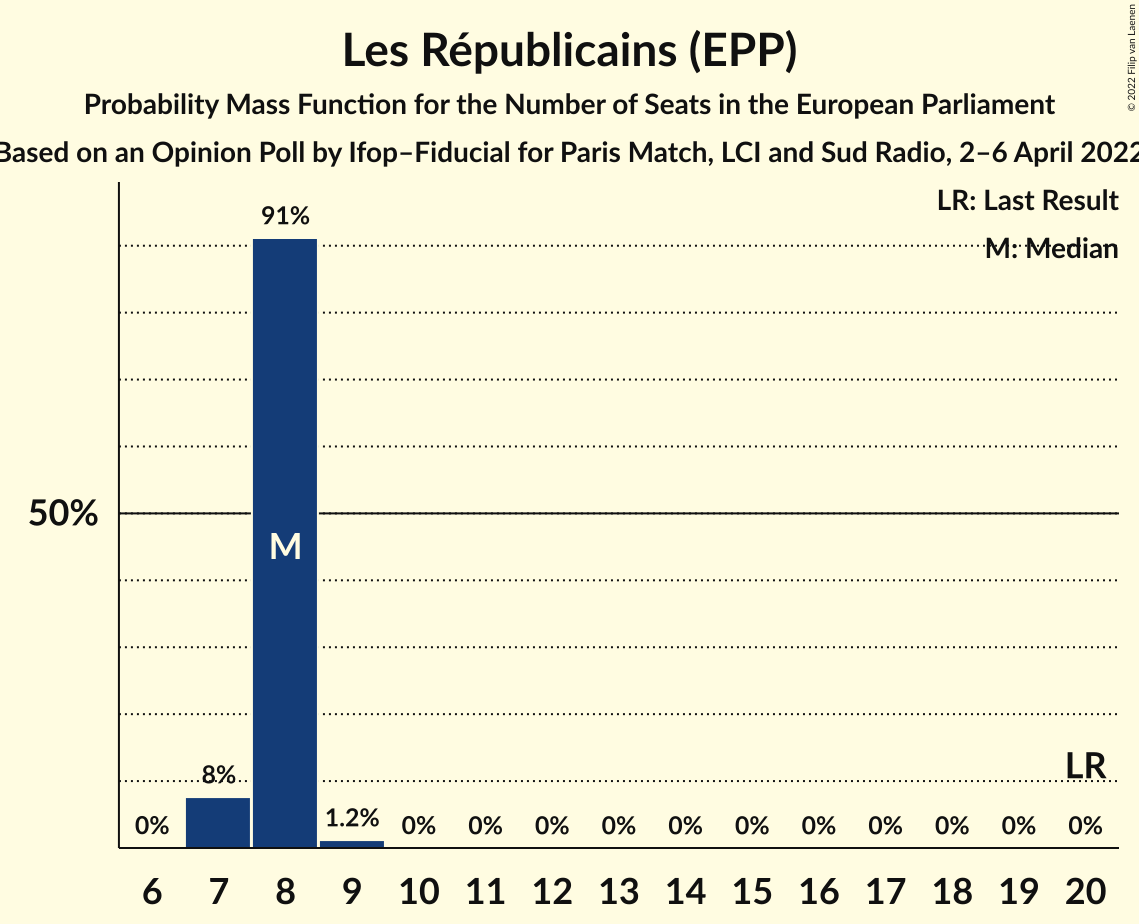 Les Républicains (EPP)
Probability Mass Function for the Number of Seats in the European Parliament
Based on an Opinion Poll by Ifop–Fiducial for Paris Match, LCI and Sud Radio, 2–6 April 2022
© 2022 Filip van Laenen
LR: Last Result
M: Median
91%
50%
M
8%
LR
0% 1.2% 0% 0% 0% 0% 0% 0% 0% 0% 0% 0% 0%
6 7 8 9 10 11 12 13 14 15 16 17 18 19 20